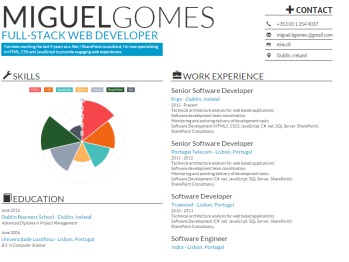 MIGUELGOMES
FULL-STACK WEB DEVELOPER
I've been working the last 9 years as a .Net / SharePoint consultant, I'm now specializing
in HTML, CSS and JavaScript to provide engaging web experiences.
CONTACT
+353 (0) 1 254 9037
miguel.bgomes@gmail.com
Dublin, Ireland
SKILLS
EDUCATION
June 2012
Dublin Business School - Dublin, Ireland
Advanced Diploma in Project Management
June 2006
Universidade Lusófona - Lisbon, Portugal
B.S. in Computer Science
WORK EXPERIENCE
Senior Software Developer
Ergo - Dublin, Ireland
2012 - Present
Technical architecture analysis for web based applications;
Software development team coordination;
Monitoring and assisting delivery of development tasks;
Software Development (HTML5, CSS3, JavaScript, C# .net, SQL Server, SharePoint);
SharePoint Consultancy.
Senior Software Developer
Portugal Telecom - Lisbon, Portugal
2011 - 2012
Technical architecture analysis for web based applications;
Software development team coordination;
Monitoring and assisting delivery of development tasks;
Software Development (C# .net, JavaScript, SQL Server, SharePoint);
SharePoint Consultancy.
Software Developer
Truewind - Lisbon, Portugal
2010 - 2011
Technical architecture analysis for web based applications;
Software Development (C# .net, JavaScript, SQL Server, SharePoint);
SharePoint Consultancy.
Software Engineer
Indra - Lisbon, Portugal